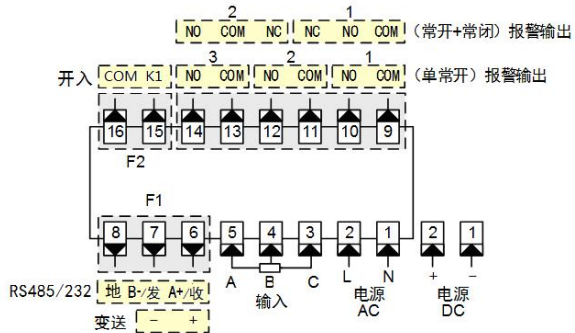 2 1
NO COM NC NC NO COM (常开+常闭) 报警输出
3 2 1
开入 COM K1 NO COM NO COM NO COM (单常开) 报警输出
16 15 14 13 12 11 10 9
F2
F1
8 7 6 5 4 3 2 1 2 1
A B C L N + −
RS485/232 地 B-/发 A+/收 输入 电源 AC 电源 DC
变送 − +